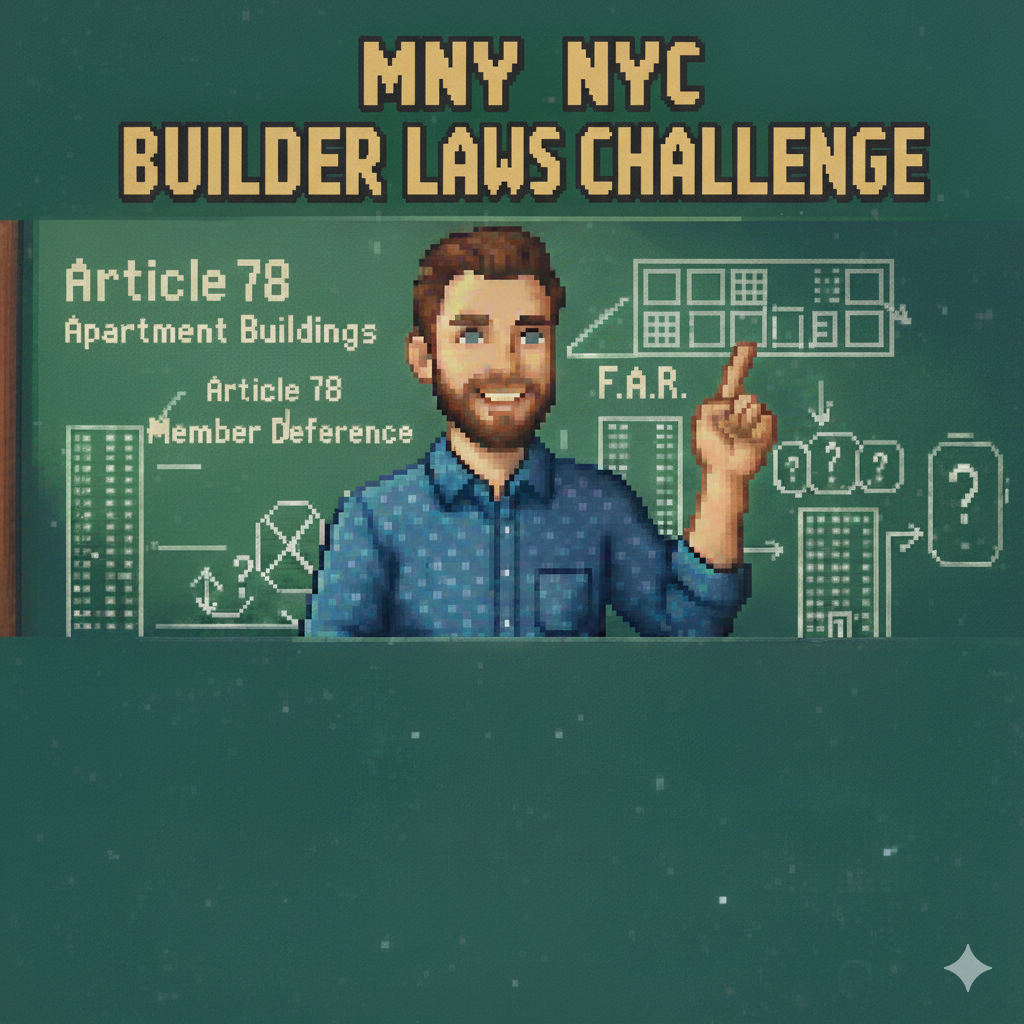 MNY NYC
BUILDER LAWS CHALLENGE
Article 78
Apartment Buildings
Article 78
Member Deference
F.A.R.
?
? ? ?
?